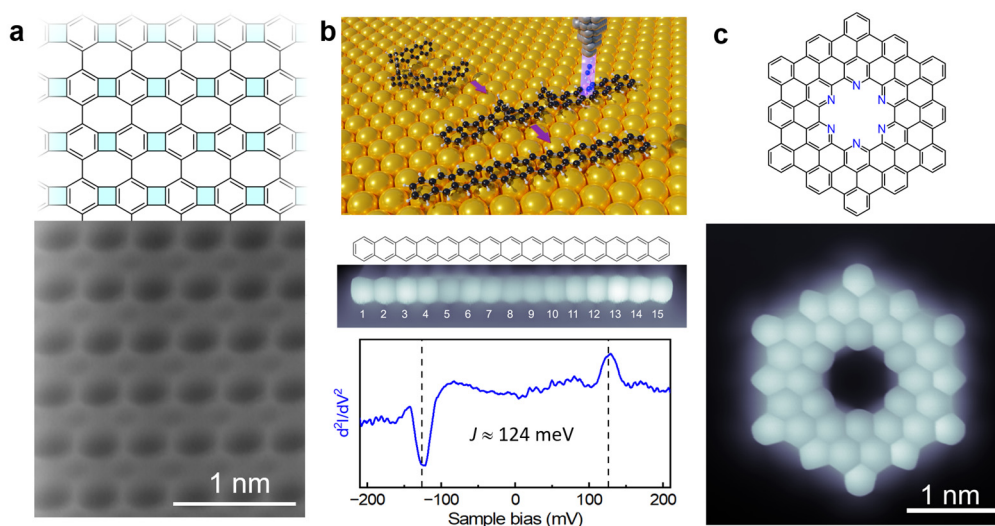 a
1 nm
b
1 2 3 4 5 6 7 8 9 10 11 12 13 14 15
d²I/dV²
J ≈ 124 meV
−200 −100 0 100 200
Sample bias (mV)
c
N N
N N
N N
1 nm